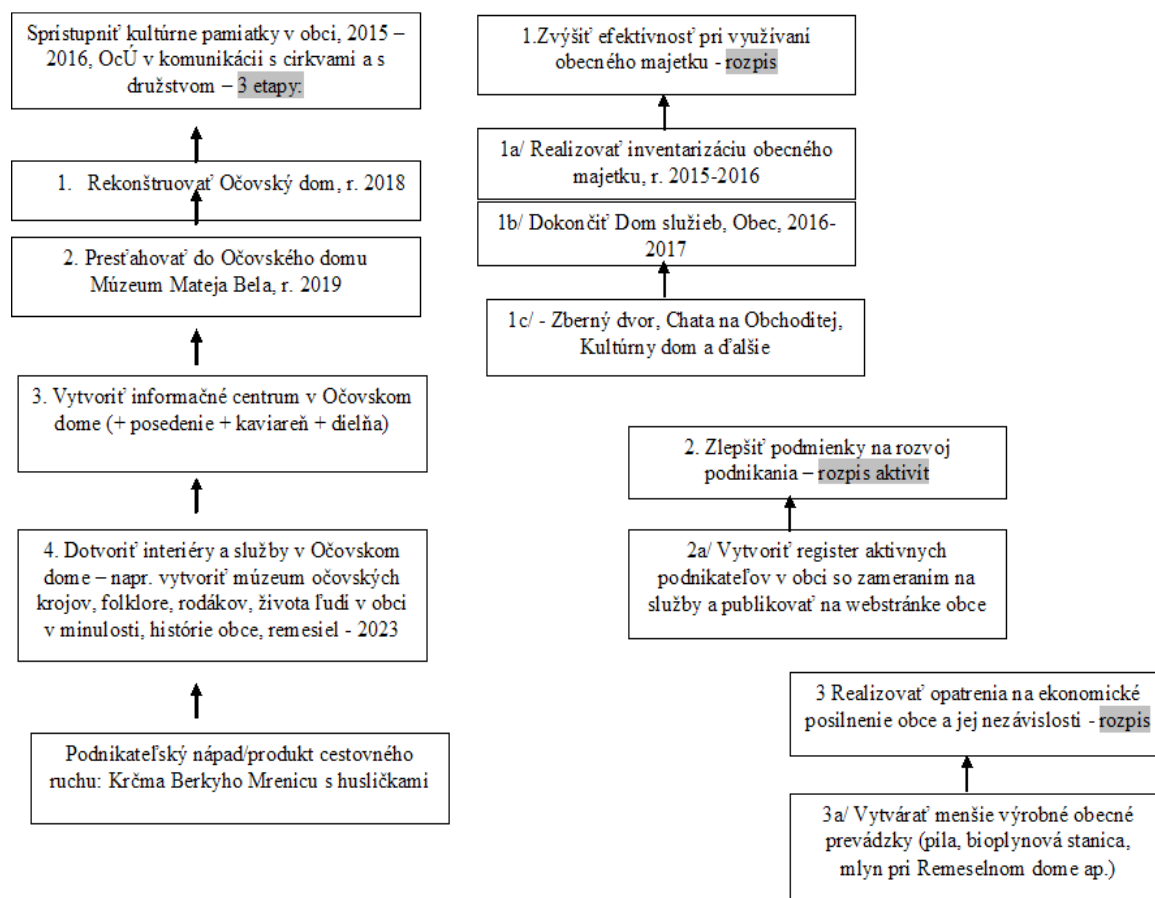 Sprístupniť kultúrne pamiatky v obci, 2015 –
2016, OcÚ v komunikácii s cirkvami a s
družstvom – 3 etapy:
1. Rekonštruovať Očovský dom, r. 2018
2. Presťahovať do Očovského domu
Múzeum Mateja Bela, r. 2019
3. Vytvoriť informačné centrum v Očovskom
dome (+ posedenie + kaviareň + dielňa)
4. Dotvoriť interiéry a služby v Očovskom
dome – napr. vytvoriť múzeum očovských
krojov, folklore, rodákov, života ľudí v obci
v minulosti, histórie obce, remesiel - 2023
Podnikateľský nápad/produkt cestovného
ruchu: Krčma Berkyho Mrenicu s husličkami
1.Zvýšiť efektivnosť pri využívani
obecného majetku - rozpis
1a/ Realizovať inventarizáciu obecného
majetku, r. 2015-2016
1b/ Dokončiť Dom služieb, Obec, 2016-
2017
1c/ - Zberný dvor, Chata na Obchoditej,
Kultúrny dom a ďalšie
2. Zlepšiť podmienky na rozvoj
podnikania – rozpis aktivít
2a/ Vytvoriť register aktivnych
podnikateľov v obci so zameraním na
služby a publikovať na webstránke obce
3 Realizovať opatrenia na ekonomické
posilnenie obce a jej nezávislosti - rozpis
3a/ Vytvárať menšie výrobné obecné
prevádzky (píla, bioplynová stanica,
mlyn pri Remeselnom dome ap.)